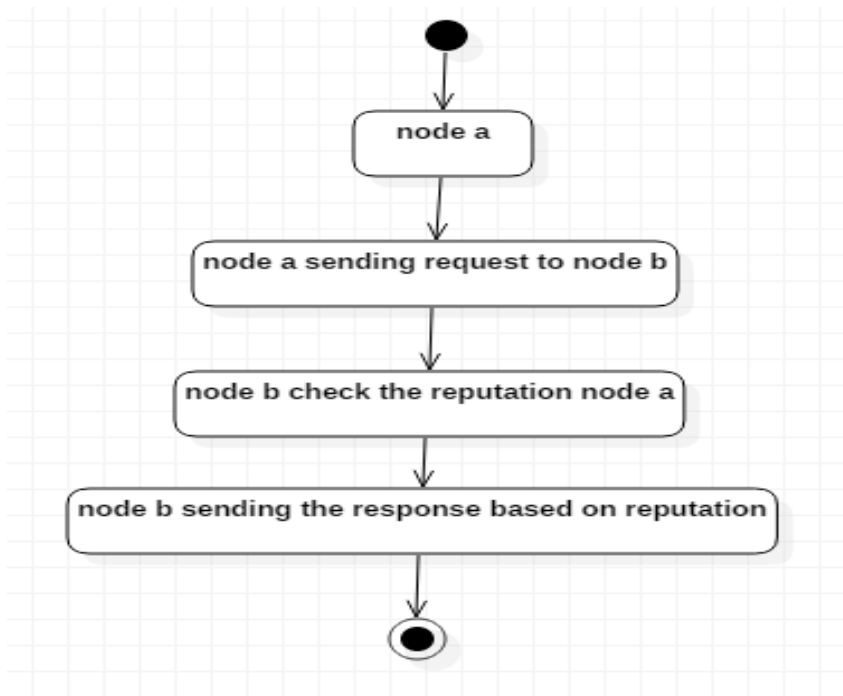 node a
node a sending request to node b
node b check the reputation node a
node b sending the response based on reputation